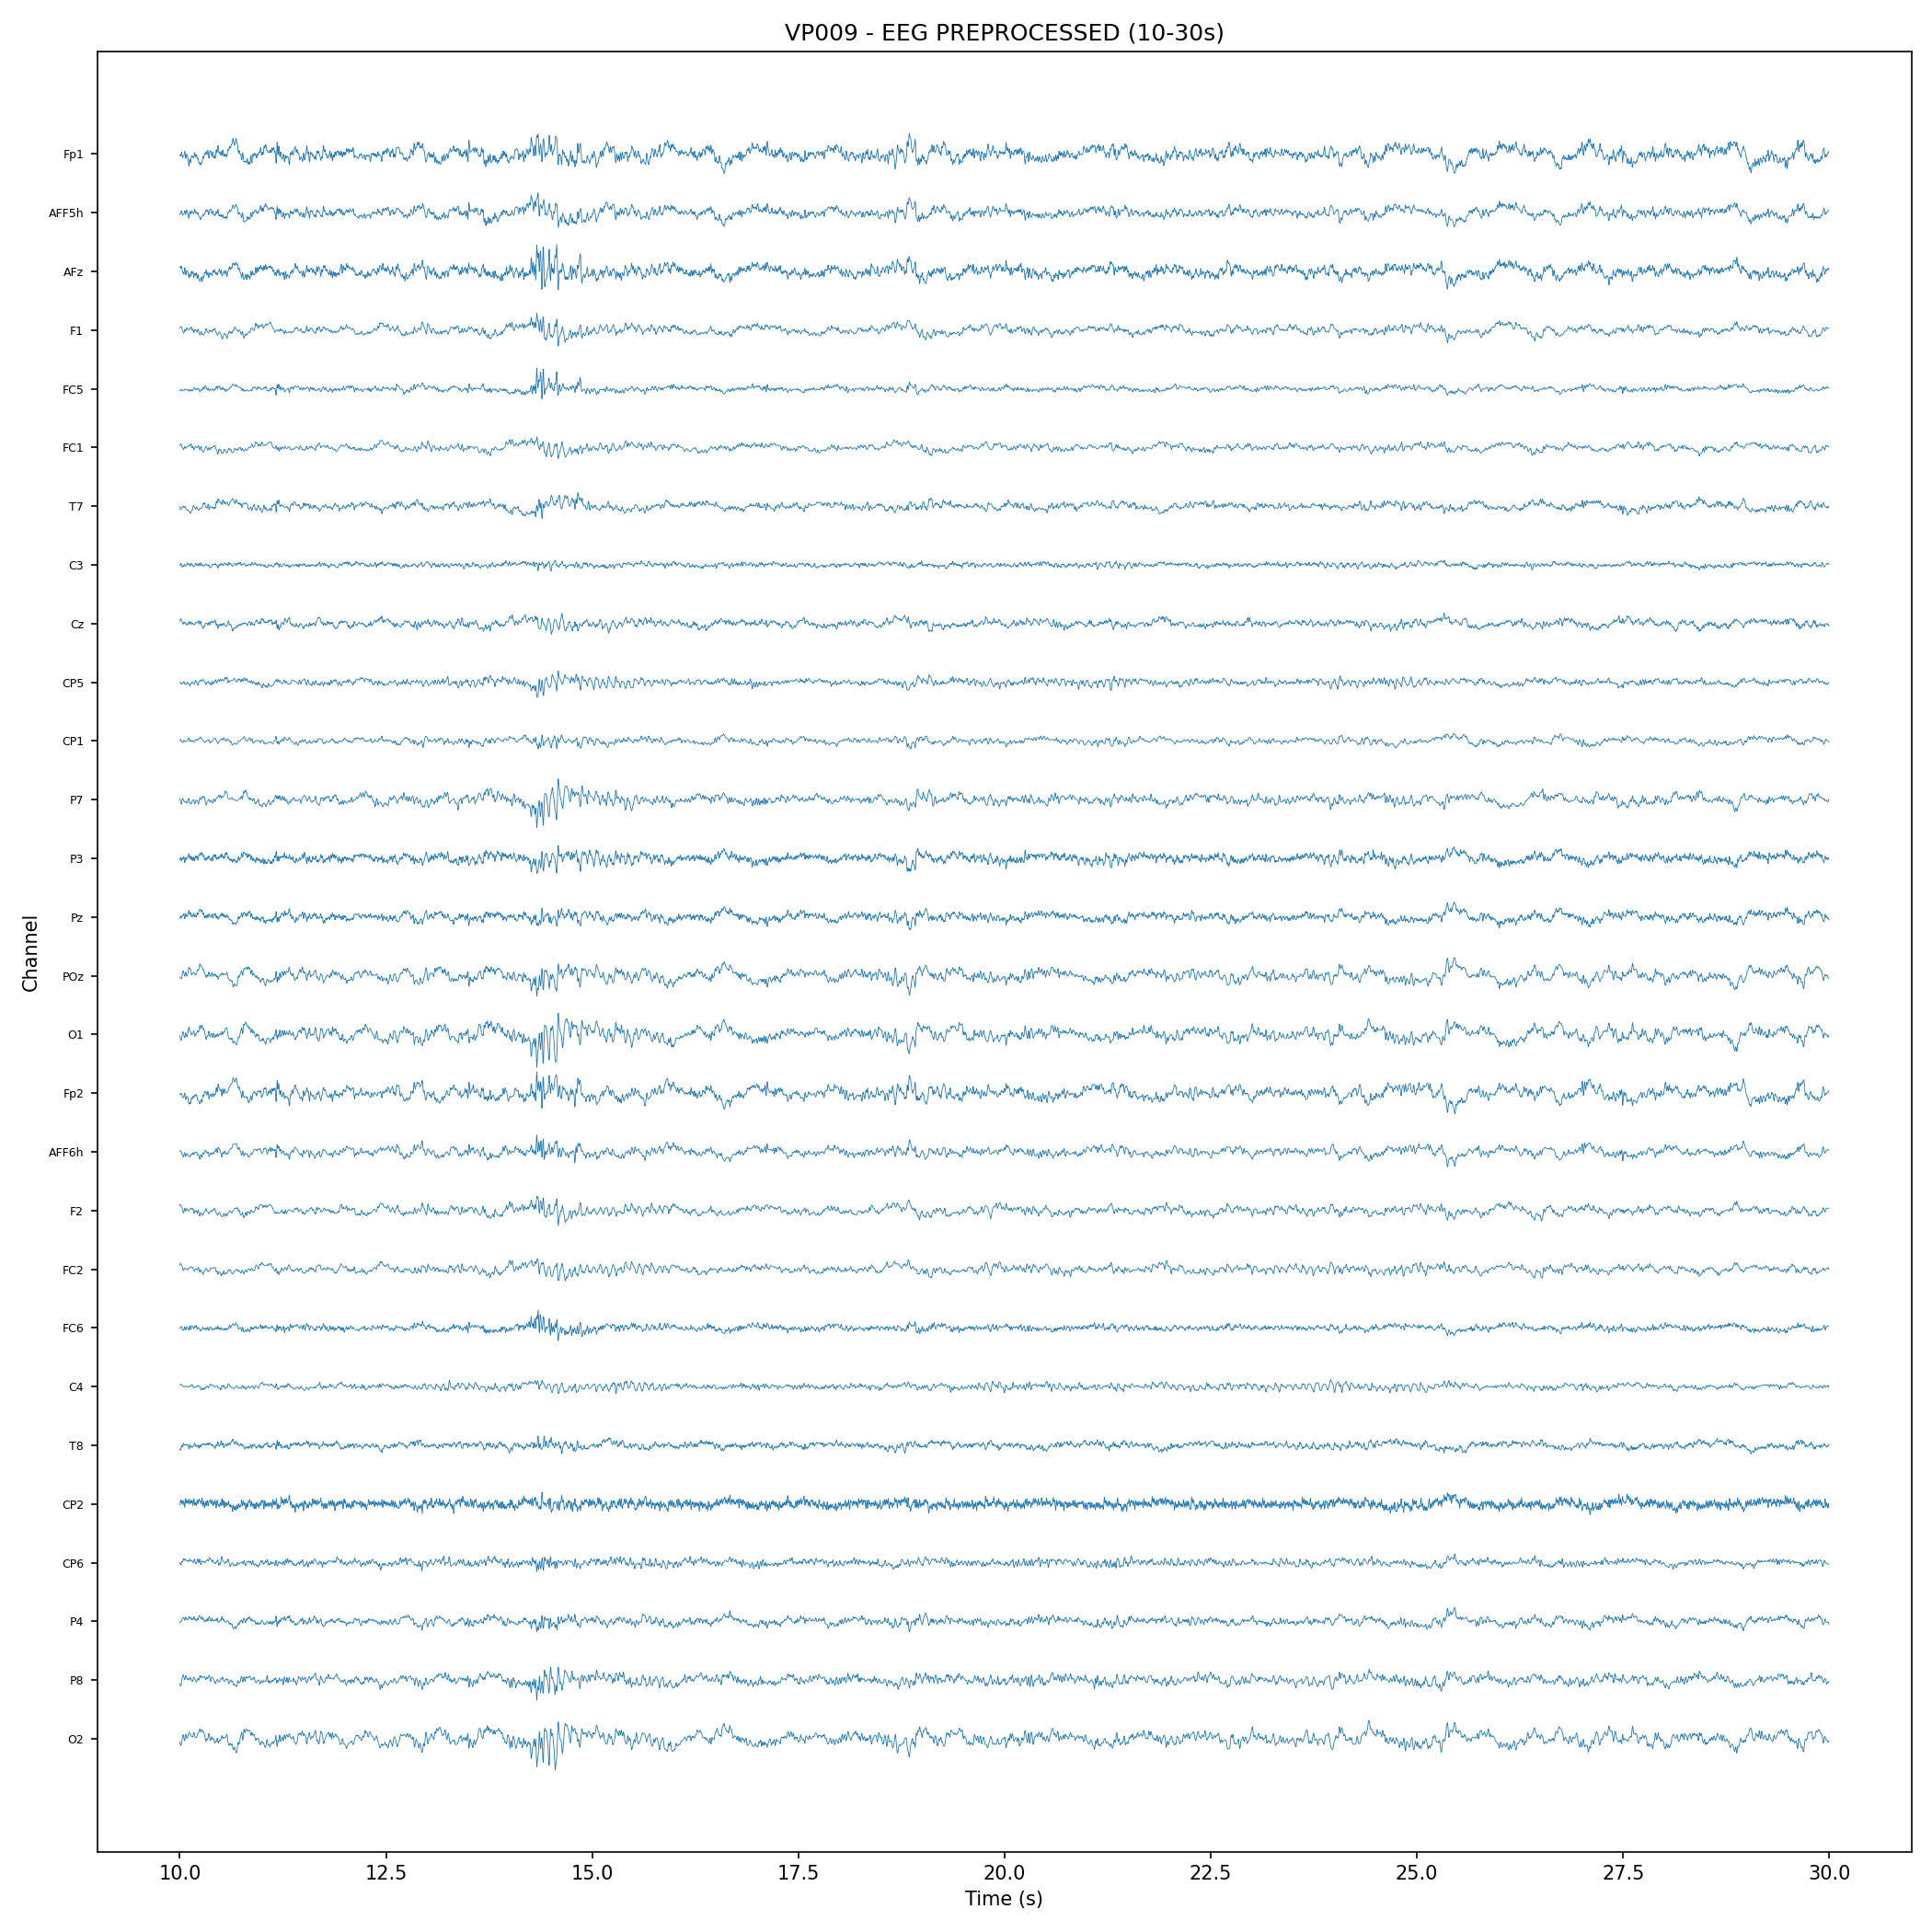 VP009 - EEG PREPROCESSED (10-30s)
Fp1
AFF5h
AFz
F1
FC5
FC1
T7
C3
Cz
CP5
CP1
P7
P3
Pz
POz
O1
Fp2
AFF6h
F2
FC2
FC6
C4
T8
CP2
CP6
P4
P8
O2
Channel
10.0 12.5 15.0 17.5 20.0 22.5 25.0 27.5 30.0
Time (s)